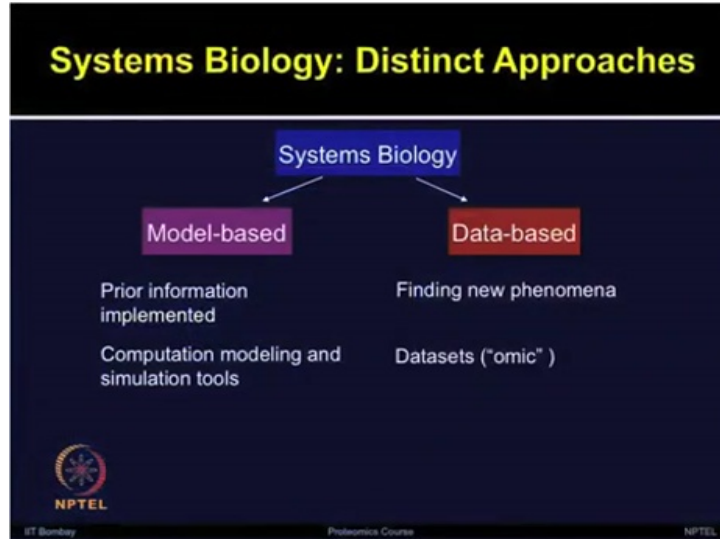 Systems Biology: Distinct Approaches
Systems Biology
Model-based
Data-based
Prior information
implemented
Computation modeling and
simulation tools
Finding new phenomena
Datasets ("omic" )
NPTEL
IIT Bombay
Proteomics Course
NPTEL